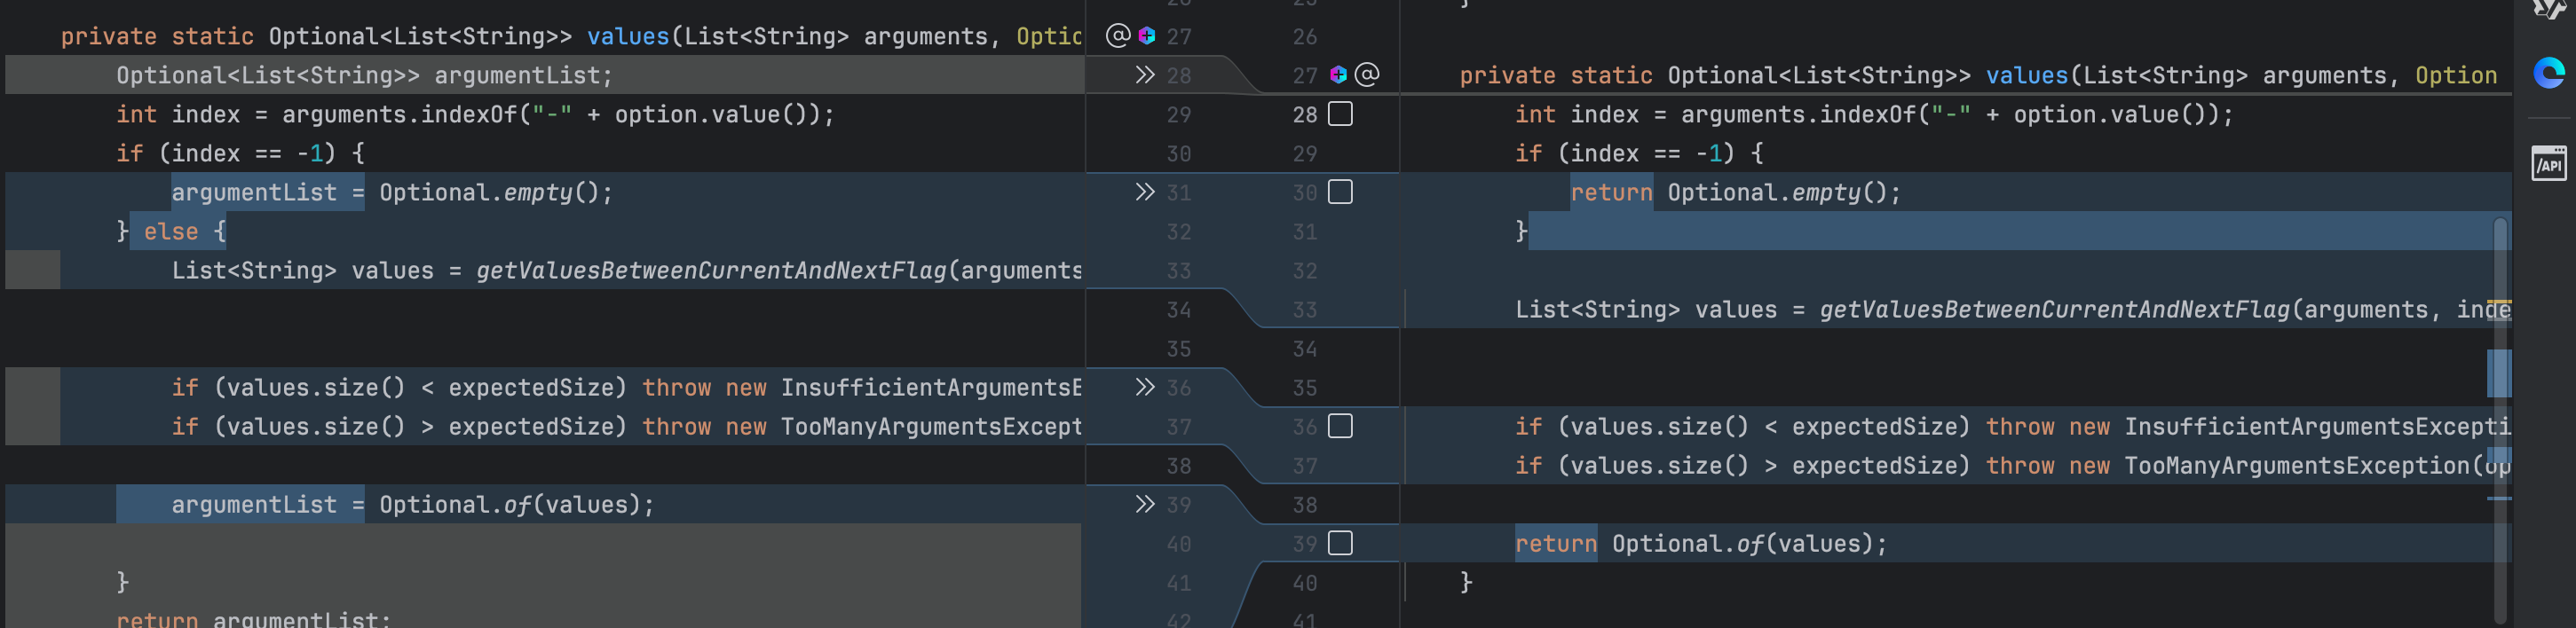 private static Optional<List<String>> values(List<String> arguments, Optio
Optional<List<String>> argumentList;
int index = arguments.indexOf("-" + option.value());
if (index == -1) {
argumentList = Optional.empty();
} else {
List<String> values = getValuesBetweenCurrentAndNextFlag(arguments
if (values.size() < expectedSize) throw new InsufficientArgumentsE
if (values.size() > expectedSize) throw new TooManyArgumentsExcept
argumentList = Optional.of(values);
}
return argumentList;
27 26
28 27
29 28
30 29
31 30
32 31
33 32
34 33
35 34
36 35
37 36
38 37
39 38
40 39
41 40
42 41
}
private static Optional<List<String>> values(List<String> arguments, Option
int index = arguments.indexOf("-" + option.value());
if (index == -1) {
return Optional.empty();
}
List<String> values = getValuesBetweenCurrentAndNextFlag(arguments, inde
if (values.size() < expectedSize) throw new InsufficientArgumentsExcepti
if (values.size() > expectedSize) throw new TooManyArgumentsException(op
return Optional.of(values);
}
/API